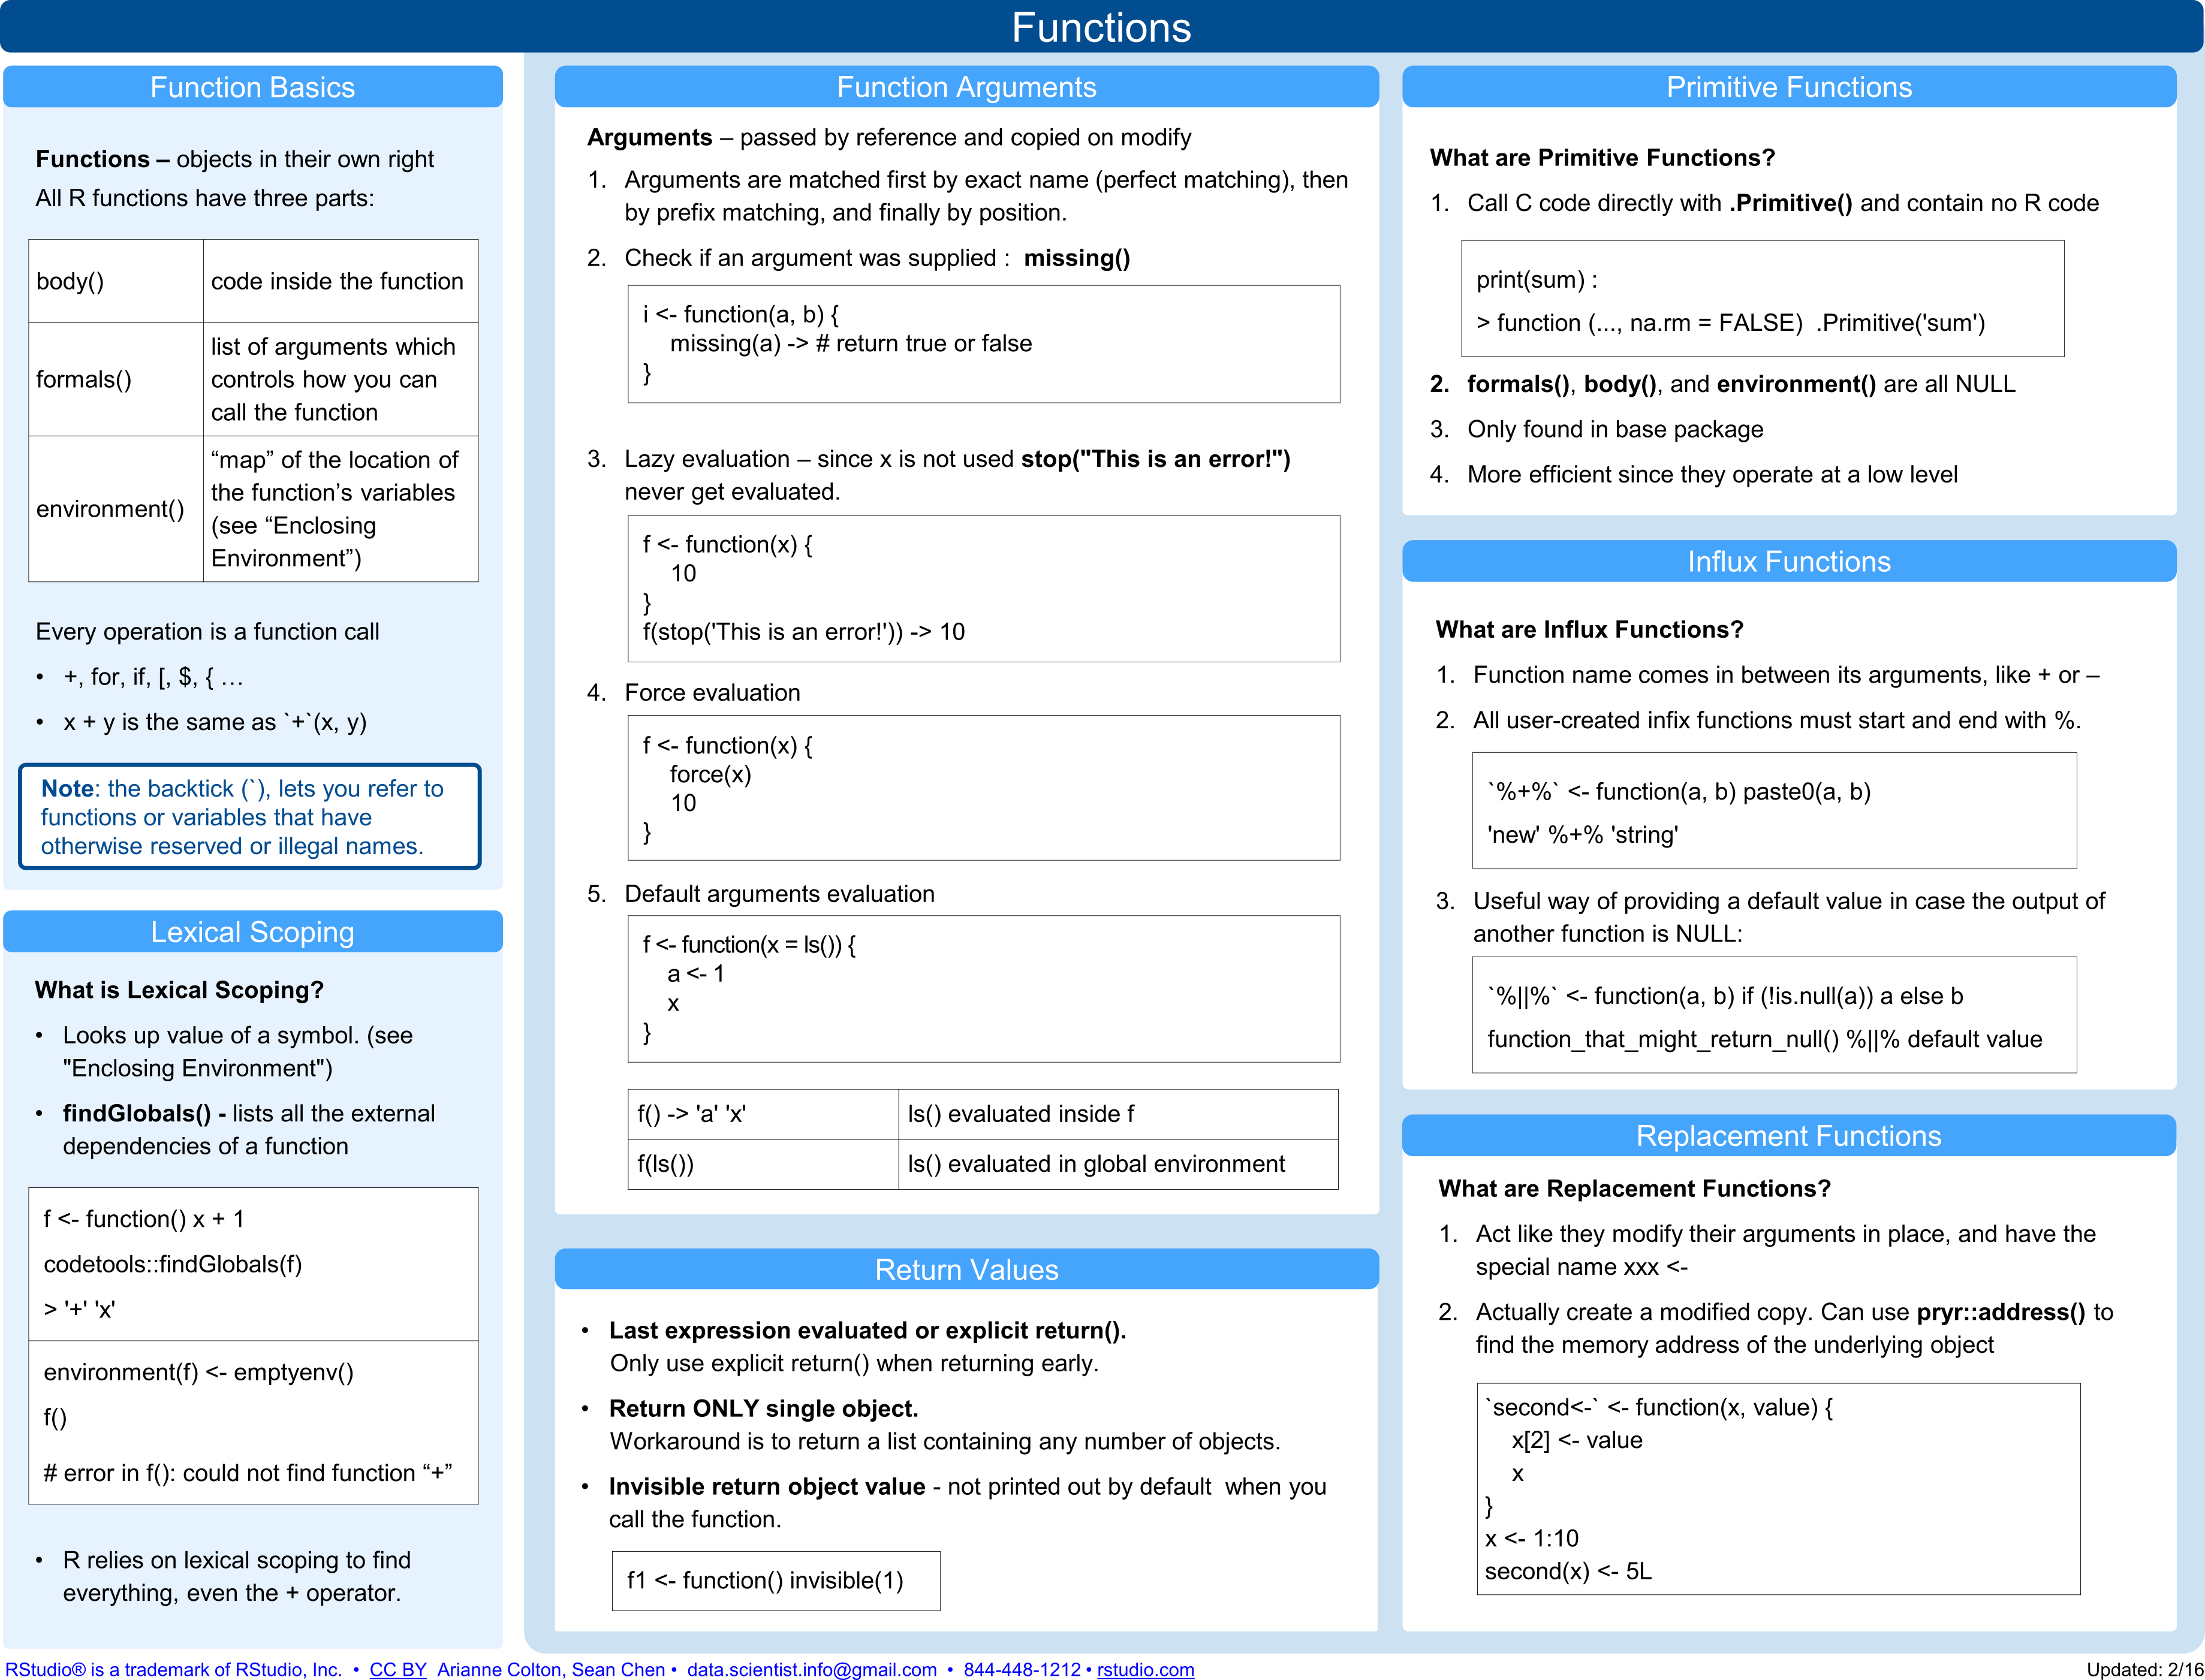 Functions
Function Basics
Functions – objects in their own right
All R functions have three parts:
body()
code inside the function
formals()
list of arguments which
controls how you can
call the function
environment()
“map” of the location of
the function’s variables
(see “Enclosing
Environment”)
Every operation is a function call
• +, for, if, [, $, { …
• x + y is the same as `+`(x, y)
Note: the backtick (`), lets you refer to
functions or variables that have
otherwise reserved or illegal names.
Lexical Scoping
What is Lexical Scoping?
• Looks up value of a symbol. (see
"Enclosing Environment")
• findGlobals() - lists all the external
dependencies of a function
f <- function() x + 1
codetools::findGlobals(f)
> '+' 'x'
environment(f) <- emptyenv()
f()
# error in f(): could not find function “+”
• R relies on lexical scoping to find
everything, even the + operator.
Function Arguments
Arguments – passed by reference and copied on modify
1. Arguments are matched first by exact name (perfect matching), then
by prefix matching, and finally by position.
2. Check if an argument was supplied : missing()
i <- function(a, b) {
missing(a) -> # return true or false
}
3. Lazy evaluation – since x is not used stop("This is an error!")
never get evaluated.
f <- function(x) {
10
}
f(stop('This is an error!')) -> 10
4. Force evaluation
f <- function(x) {
force(x)
10
}
5. Default arguments evaluation
f <- function(x = ls()) {
a <- 1
x
}
f() -> 'a' 'x'
ls() evaluated inside f
f(ls())
ls() evaluated in global environment
Return Values
• Last expression evaluated or explicit return().
Only use explicit return() when returning early.
• Return ONLY single object.
Workaround is to return a list containing any number of objects.
• Invisible return object value - not printed out by default when you
call the function.
f1 <- function() invisible(1)
Primitive Functions
What are Primitive Functions?
1. Call C code directly with .Primitive() and contain no R code
print(sum) :
> function (..., na.rm = FALSE) .Primitive('sum')
2. formals(), body(), and environment() are all NULL
3. Only found in base package
4. More efficient since they operate at a low level
Influx Functions
What are Influx Functions?
1. Function name comes in between its arguments, like + or –
2. All user-created infix functions must start and end with %.
`%+%` <- function(a, b) paste0(a, b)
'new' %+% 'string'
3. Useful way of providing a default value in case the output of
another function is NULL:
`%||%` <- function(a, b) if (!is.null(a)) a else b
function_that_might_return_null() %||% default value
Replacement Functions
What are Replacement Functions?
1. Act like they modify their arguments in place, and have the
special name xxx <-
2. Actually create a modified copy. Can use pryr::address() to
find the memory address of the underlying object
`second<-` <- function(x, value) {
x[2] <- value
x
}
x <- 1:10
second(x) <- 5L
RStudio® is a trademark of RStudio, Inc. • CC BY Arianne Colton, Sean Chen • data.scientist.info@gmail.com • 844-448-1212 • rstudio.com
Updated: 2/16